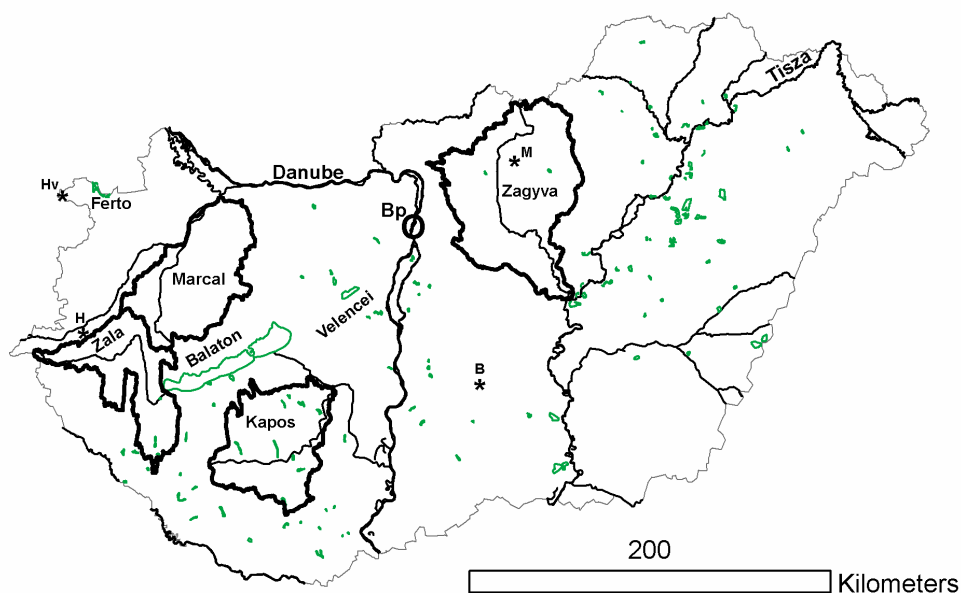 Tisza
M
Danube
Hv
Zagyva
Ferto
Bp
Marcal
Velencei
H
Zala
Balaton
B
Kapos
200
Kilometers